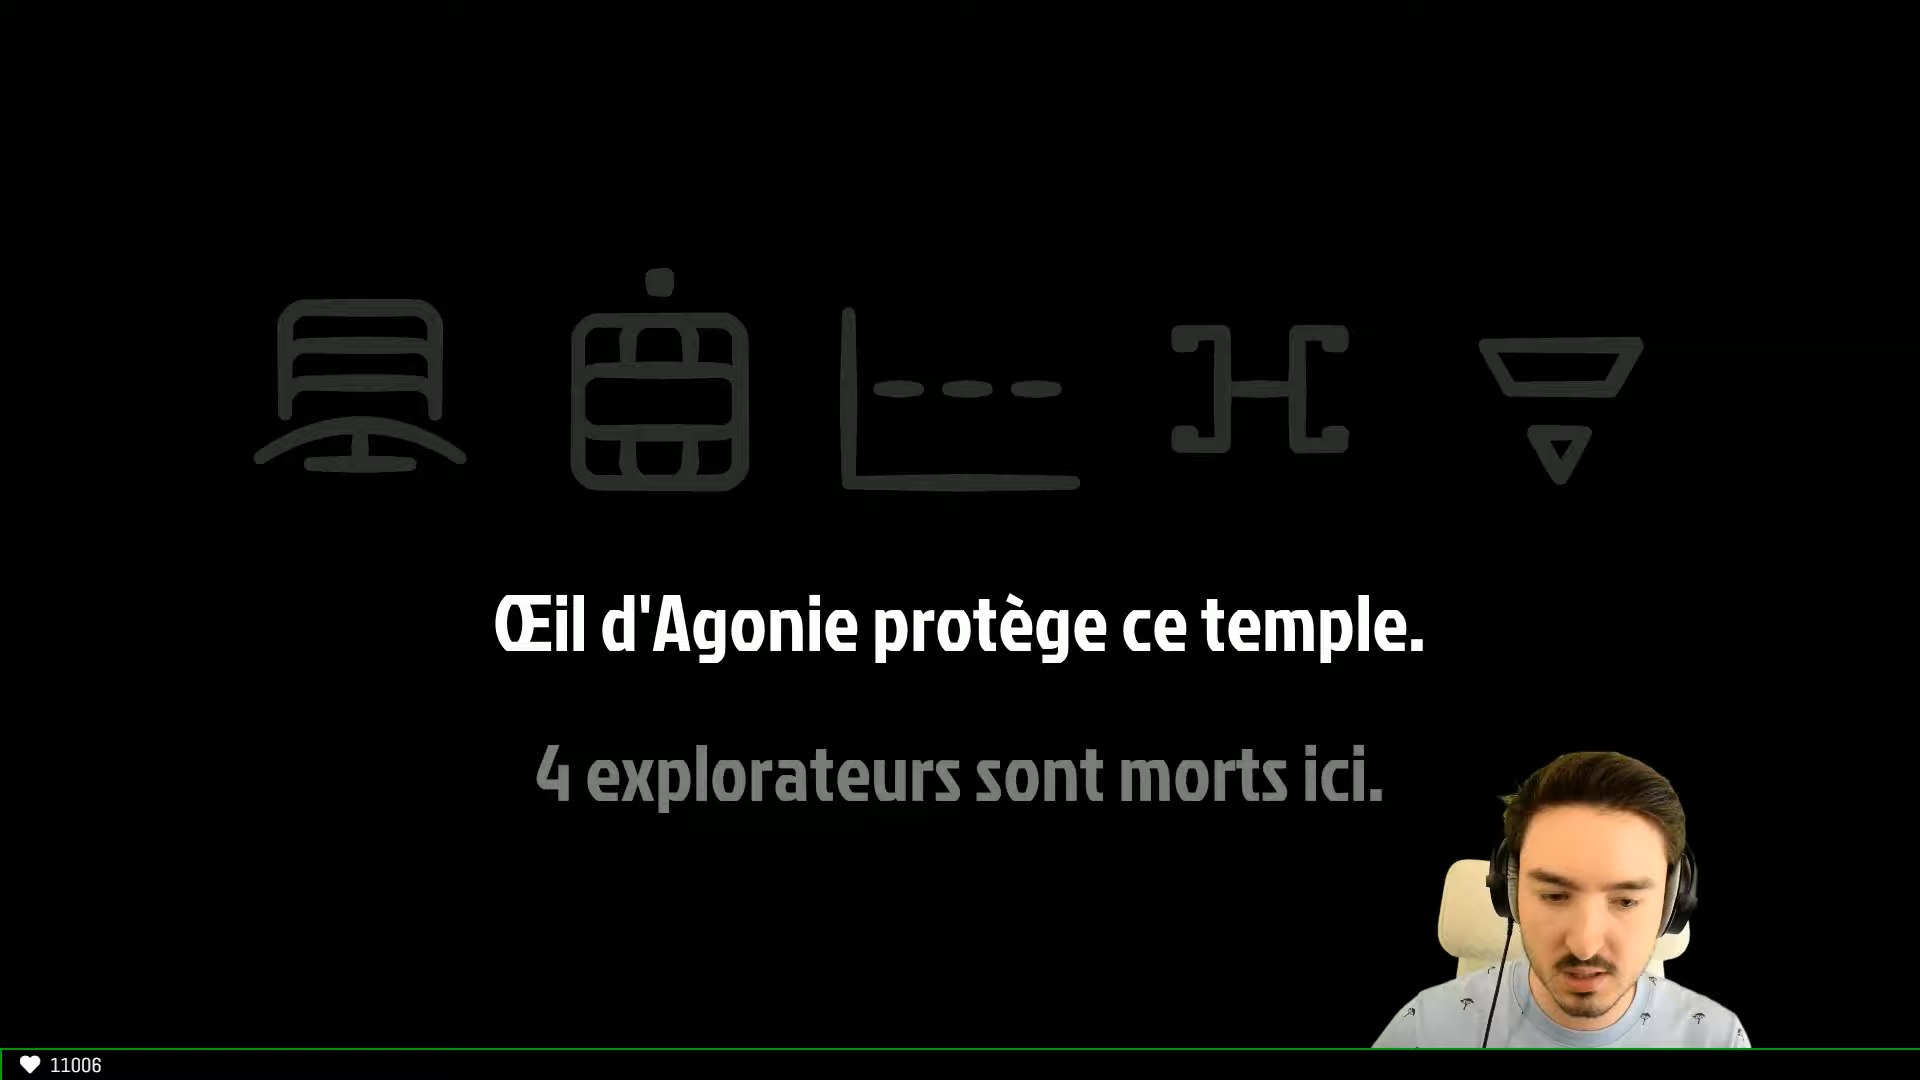 Œil d'Agonie protège ce temple.
4 explorateurs sont morts ici.
11006